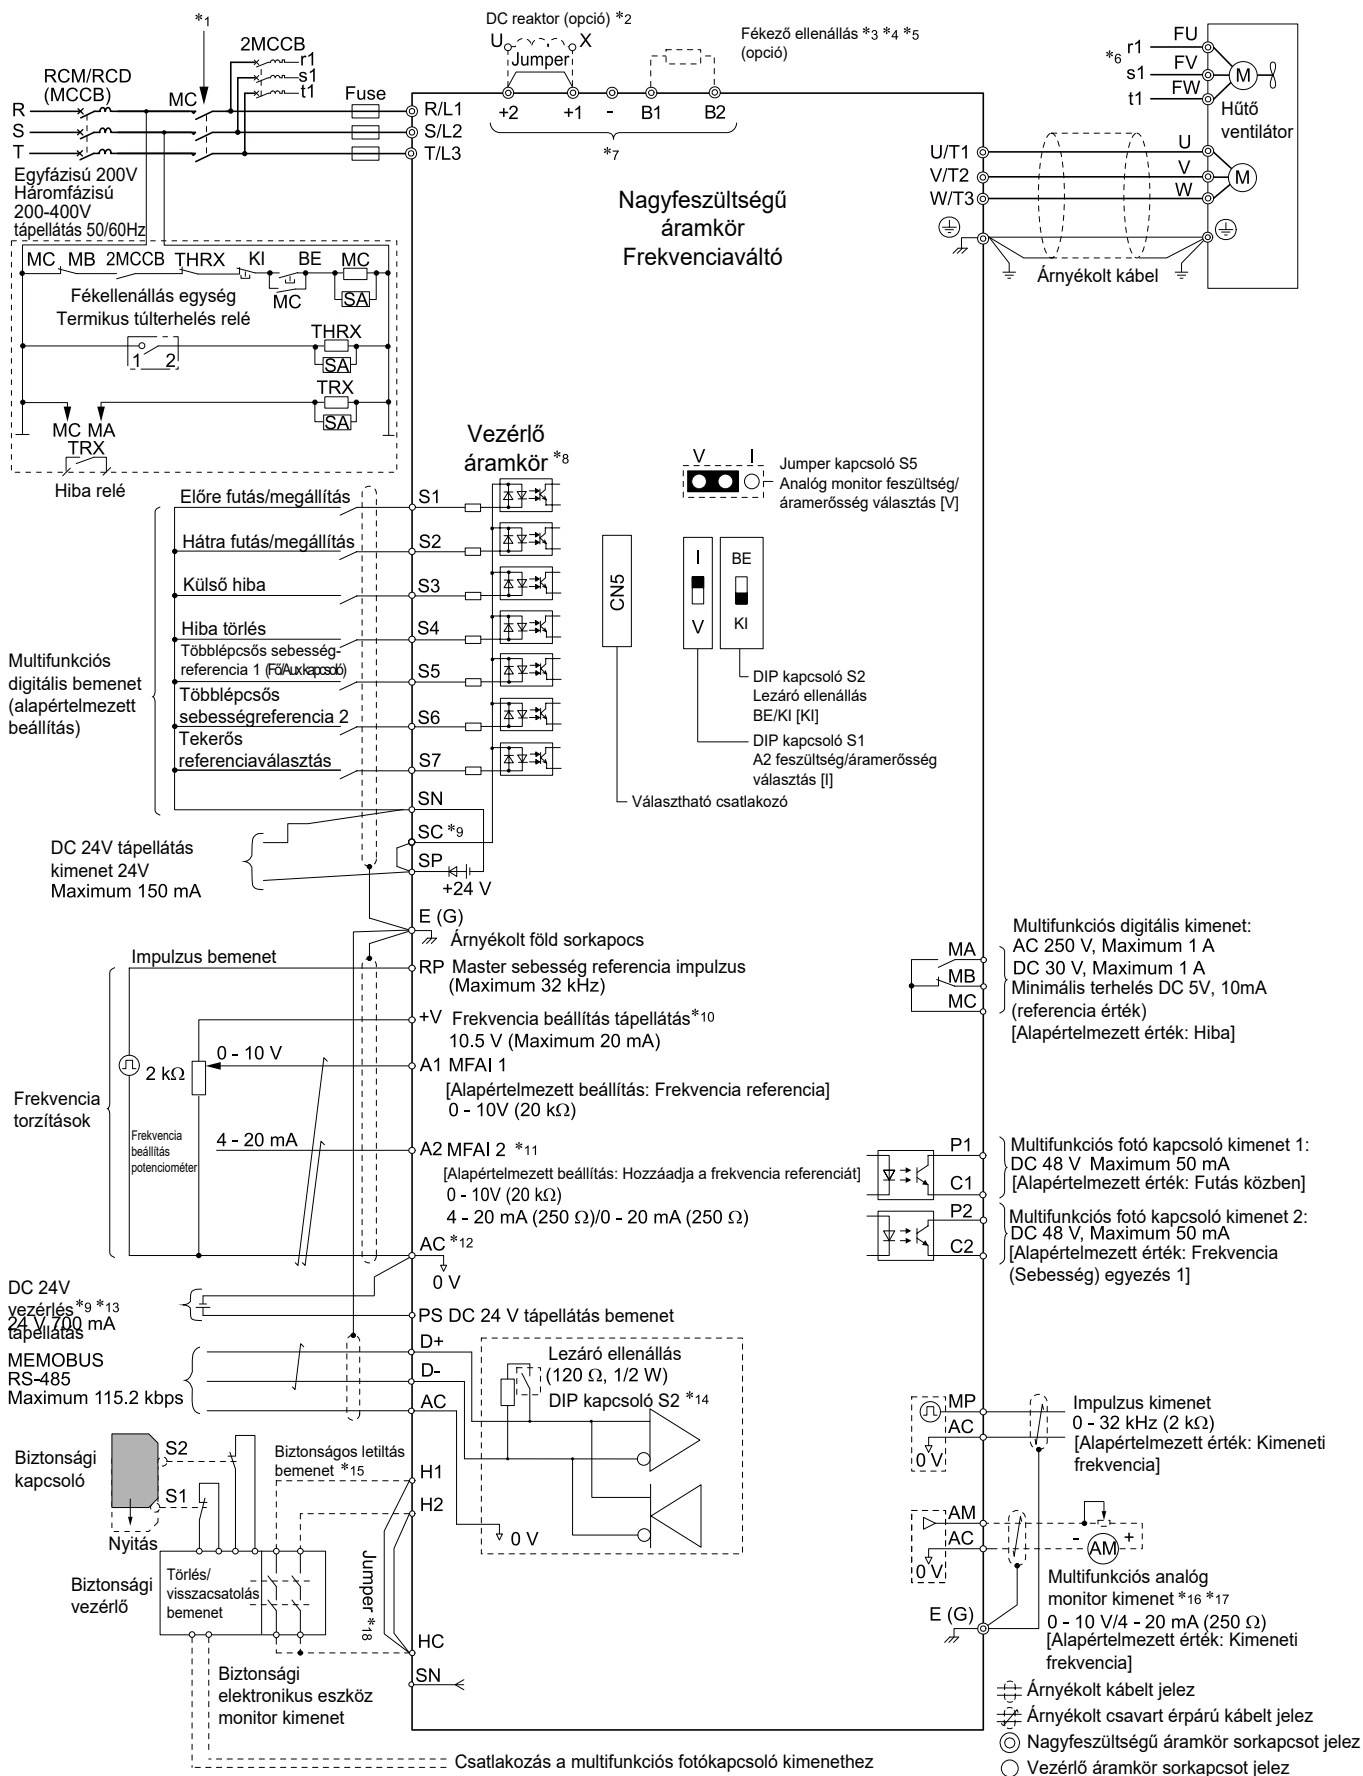 *1
DC reaktor (opció) *2
U X
Jumper
Fékező ellenállás *3 *4 *5
(opció)
2MCCB
r1
s1
t1
RCM/RCD
(MCCB)
MC
Fuse
R
S
T
R/L1
S/L2
T/L3
+2 +1 - B1 B2
*7
*6
r1 FU
s1 FV
t1 FW
M
Hűtő
ventilátor
Egyfázisú 200V
Háromfázisú
200-400V
tápellátás 50/60Hz
U/T1 U
V/T2 V
W/T3 W
M
Árnyékolt kábel
Nagyfeszültségű
áramkör
Frekvenciaváltó
MC MB 2MCCB THRX KI BE MC
MC
SA
Fékellenállás egység
Termikus túlterhelés relé
1 2
THRX
SA
TRX
SA
MC MA
TRX
Hiba relé
Vezérlő
áramkör *8
V I
Jumper kapcsoló S5
Analóg monitor feszültség/
áramerősség választás [V]
Multifunkciós
digitális bemenet
(alapértelmezett
beállítás)
Előre futás/megállítás
S1
Hátra futás/megállítás
S2
Külső hiba
S3
Hiba törlés
S4
Többlépcsős sebesség-
referencia 1 (Fő/Aux kapcsoló)
S5
Többlépcsős
sebességreferencia 2
S6
Tekerős
referenciaválasztás
S7
CN5
I
V
BE
KI
DIP kapcsoló S2
Lezáró ellenállás
BE/KI [KI]
DIP kapcsoló S1
A2 feszültség/áramerősség
választás [I]
Választható csatlakozó
SN
SC *9
SP
+24 V
DC 24V tápellátás
kimenet 24V
Maximum 150 mA
E (G)
Árnyékolt föld sorkapocs
Impulzus bemenet
RP Master sebesség referencia impulzus
(Maximum 32 kHz)
+V Frekvencia beállítás tápellátás *10
10.5 V (Maximum 20 mA)
0 - 10 V
2 kΩ
A1 MFAI 1
[Alapértelmezett beállítás: Frekvencia referencia]
0 - 10V (20 kΩ)
Frekvencia
torzítások
Frekvencia
beállítás
potenciométer
4 - 20 mA
A2 MFAI 2 *11
[Alapértelmezett beállítás: Hozzáadja a frekvencia referenciát]
0 - 10V (20 kΩ)
4 - 20 mA (250 Ω)/0 - 20 mA (250 Ω)
AC *12
0 V
MA
MB
MC
Multifunkciós digitális kimenet:
AC 250 V, Maximum 1 A
DC 30 V, Maximum 1 A
Minimális terhelés DC 5V, 10mA
(referencia érték)
[Alapértelmezett érték: Hiba]
P1
C1
Multifunkciós fotó kapcsoló kimenet 1:
DC 48 V Maximum 50 mA
[Alapértelmezett érték: Futás közben]
P2
C2
Multifunkciós fotó kapcsoló kimenet 2:
DC 48 V, Maximum 50 mA
[Alapértelmezett érték: Frekvencia
(Sebesség) egyezés 1]
DC 24V
vezérlés *9 *13
24 V 700 mA
tápellátás
PS DC 24 V tápellátás bemenet
MEMOBUS
RS-485
Maximum 115.2 kbps
D+
D-
AC
Lezáró ellenállás
(120 Ω, 1/2 W)
DIP kapcsoló S2 *14
0 V
Biztonsági
kapcsoló
S2
S1
Nyitás
Biztonságos letiltás
bemenet *15
H1
H2
Jumper *18
Biztonsági
vezérlő
Törlés/
visszacsatolás
bemenet
HC
SN
Biztonsági
elektronikus eszköz
monitor kimenet
MP
AC
0 V
Impulzus kimenet
0 - 32 kHz (2 kΩ)
[Alapértelmezett érték: Kimeneti
frekvencia]
AM
AC
0 V
- AM +
Multifunkciós analóg
monitor kimenet *16 *17
0 - 10 V/4 - 20 mA (250 Ω)
[Alapértelmezett érték: Kimeneti
frekvencia]
E (G)
Árnyékolt kábelt jelez
Árnyékolt csavart érpárú kábelt jelez
Nagyfeszültségű áramkör sorkapcsot jelez
Vezérlő áramkör sorkapcsot jelez
Csatlakozás a multifunkciós fotókapcsoló kimenethez